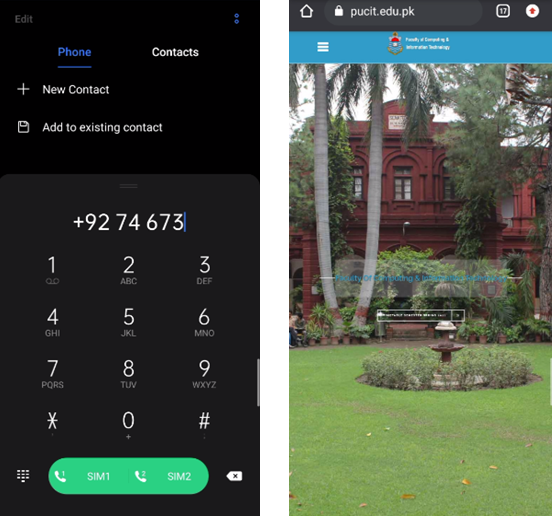 Edit
Phone
Contacts
New Contact
Add to existing contact
+92 74 673
1
2
ABC
3
DEF
4
GHI
5
JKL
6
MNO
7
PQRS
8
TUV
9
WXYZ
*
0
+
#
1
SIM1
2
SIM2
pucit.edu.pk
17
Faculty of Computing &
Information Technology
Faculty of Computing & Information Technology